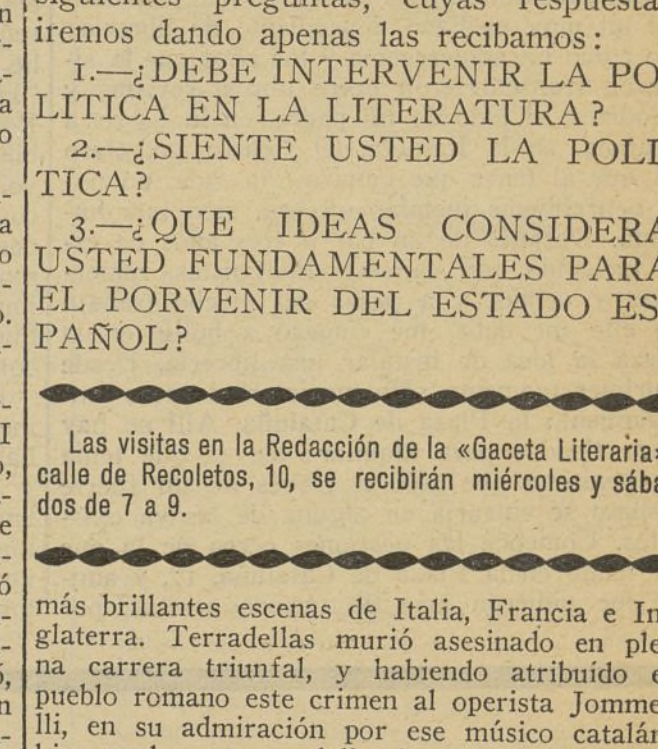 siguientes preguntas, cuyas respuesta
iremos dando apenas las recibamos:
1.—¿DEBE INTERVENIR LA PO
LITICA EN LA LITERATURA?
2.—¿SIENTE USTED LA POLI
TICA?
3.—¿QUE IDEAS CONSIDERA
USTED FUNDAMENTALES PARA
EL PORVENIR DEL ESTADO ES
PAÑOL?
Las visitas en la Redacción de la «Gaceta Literaria»
calle de Recoletos, 10, se recibirán miércoles y sába
dos de 7 a 9.
más brillantes escenas de Italia, Francia e In
glaterra. Terradellas murió asesinado en ple
na carrera triunfal, y habiendo atribuído e
pueblo romano este crimen al operista Jomme
lli, en su admiración por ese músico catalán